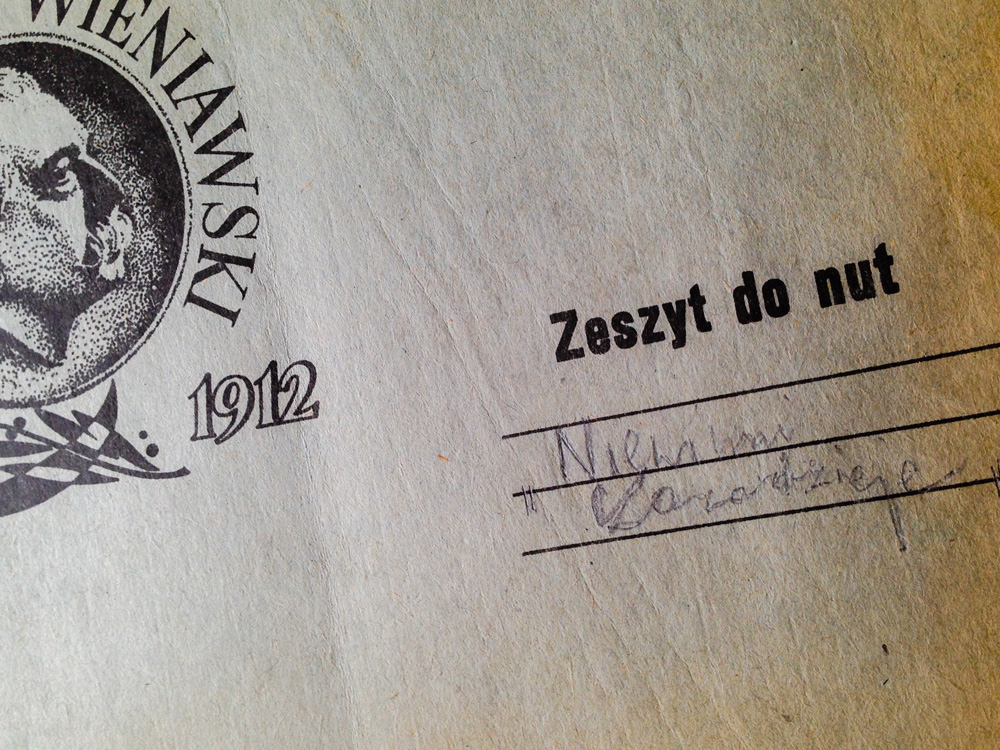 WIENIAWSKI
1912
Zeszyt do nut